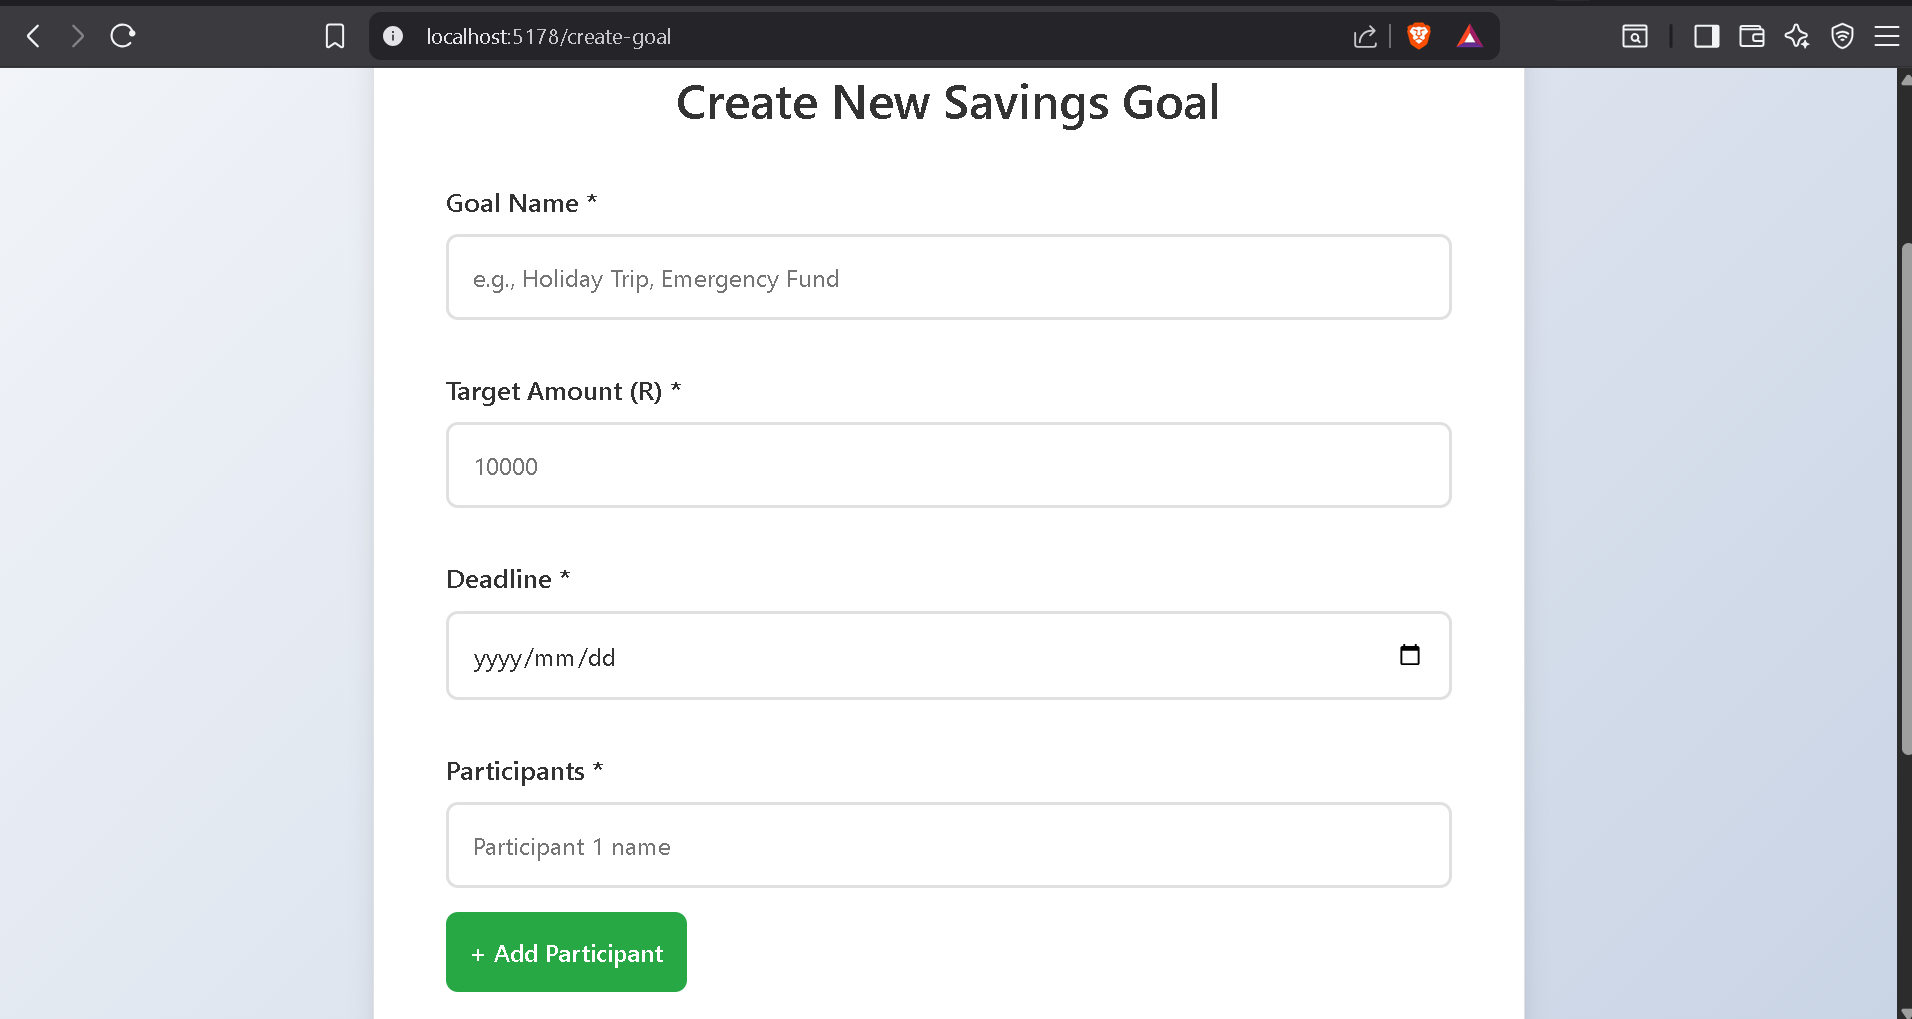 localhost:5178/create-goal
Create New Savings Goal
Goal Name *
e.g., Holiday Trip, Emergency Fund
Target Amount (R) *
10000
Deadline *
yyyy/mm/dd
Participants *
Participant 1 name
+ Add Participant